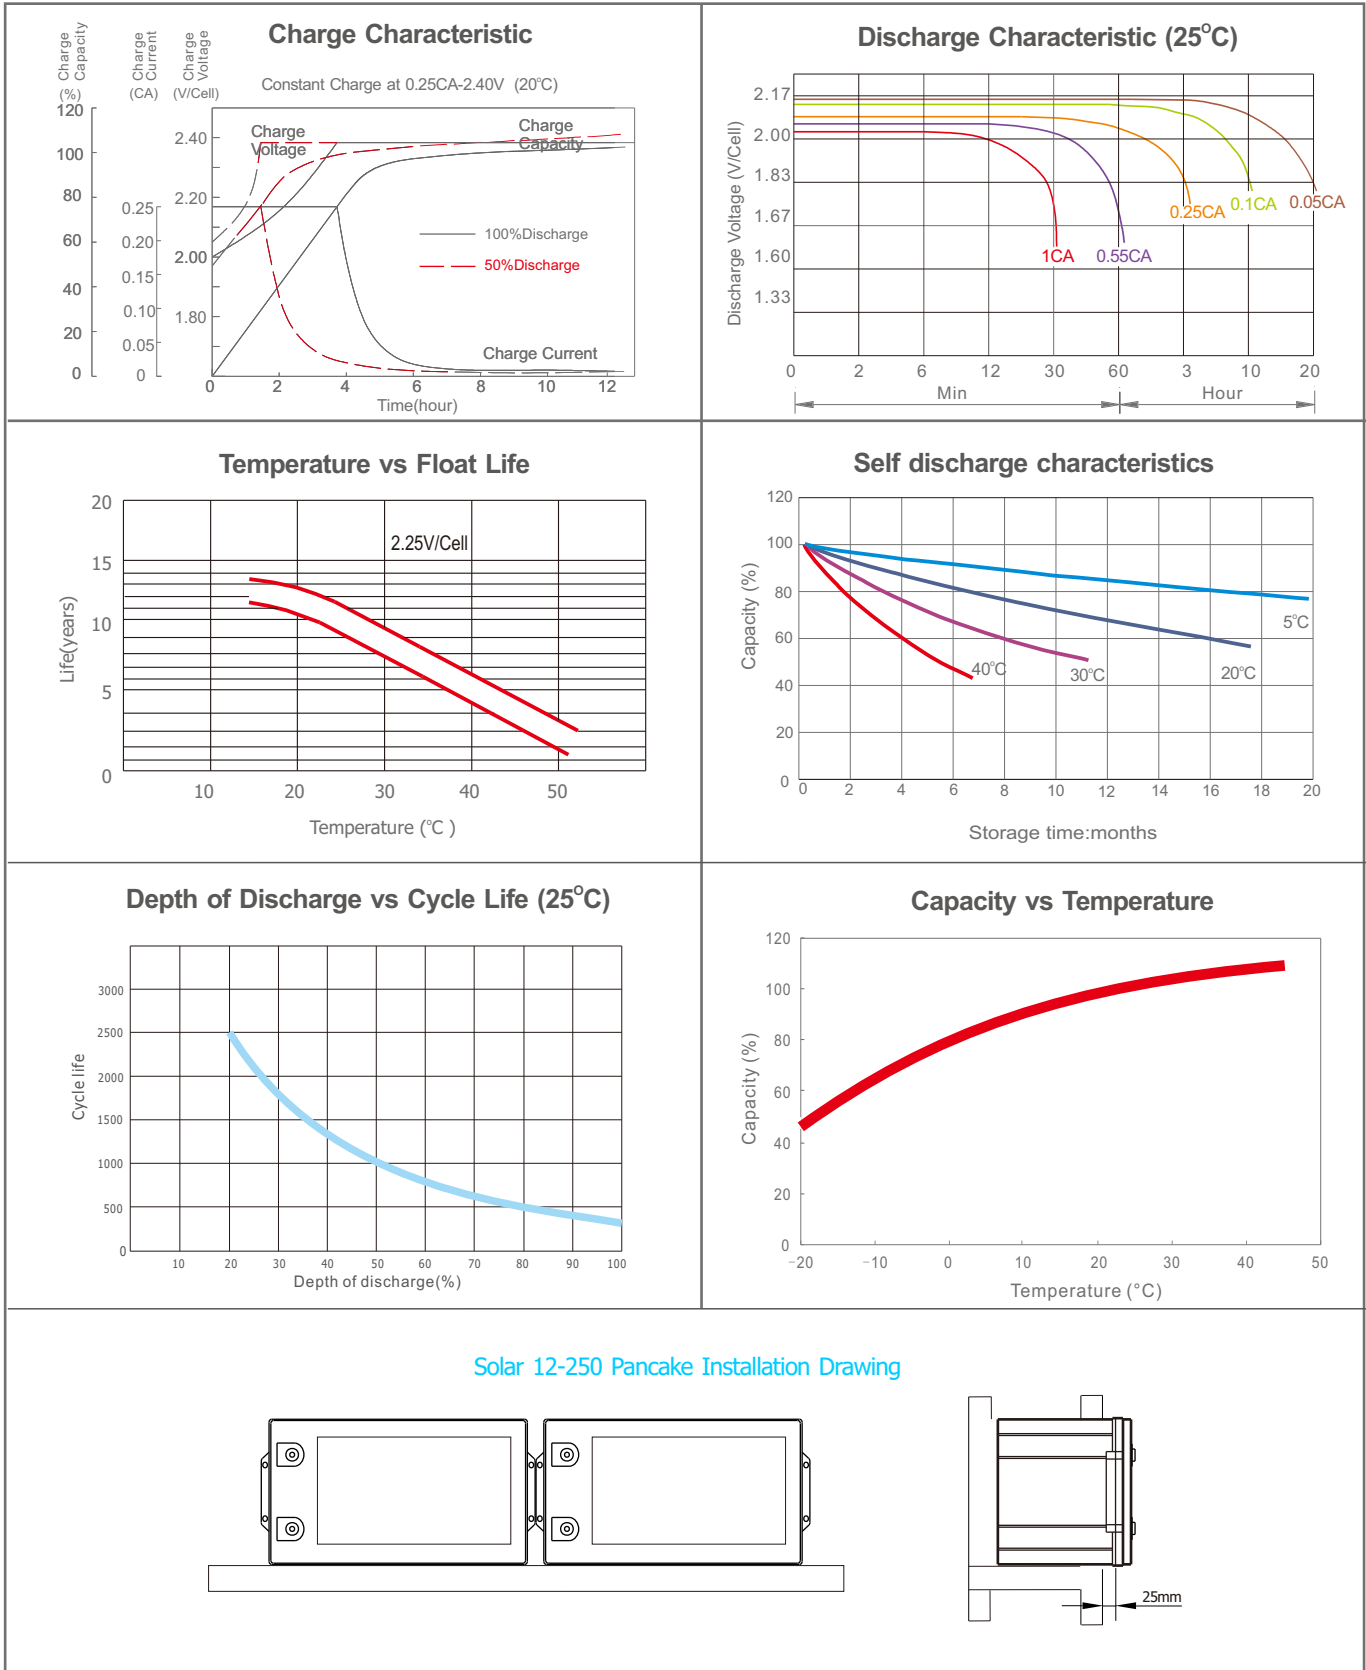 Charge Characteristic
Charge
Capacity
Charge
Current
Charge
Voltage
(%)
(CA)
(V/Cell)
Constant Charge at 0.25CA-2.40V (20°C)
120
100
80
60
40
20
0
0.25
0.20
0.15
0.10
0.05
0
2.40
2.20
2.00
1.80
Charge
Voltage
Charge
Capacity
100%Discharge
50%Discharge
Charge Current
0 2 4 6 8 10 12
Time(hour)
Discharge Characteristic (25°C)
Discharge Voltage (V/Cell)
2.17
2.00
1.83
1.67
1.60
1.33
1CA
0.55CA
0.25CA
0.1CA
0.05CA
0 2 6 12 30 60 3 10 20
Min Hour
Temperature vs Float Life
2.25V/Cell
Life(years)
20
15
10
5
0
10 20 30 40 50
Temperature (°C )
Self discharge characteristics
Capacity (%)
120
100
80
60
40
20
0
5°C
20°C
30°C
40°C
0 2 4 6 8 10 12 14 16 18 20
Storage time:months
Depth of Discharge vs Cycle Life (25°C)
Cycle life
3000
2500
2000
1500
1000
500
0
10 20 30 40 50 60 70 80 90 100
Depth of discharge(%)
Capacity vs Temperature
Capacity (%)
120
100
80
60
40
20
0
−20 −10 0 10 20 30 40 50
Temperature (°C)
Solar 12-250 Pancake Installation Drawing
25mm